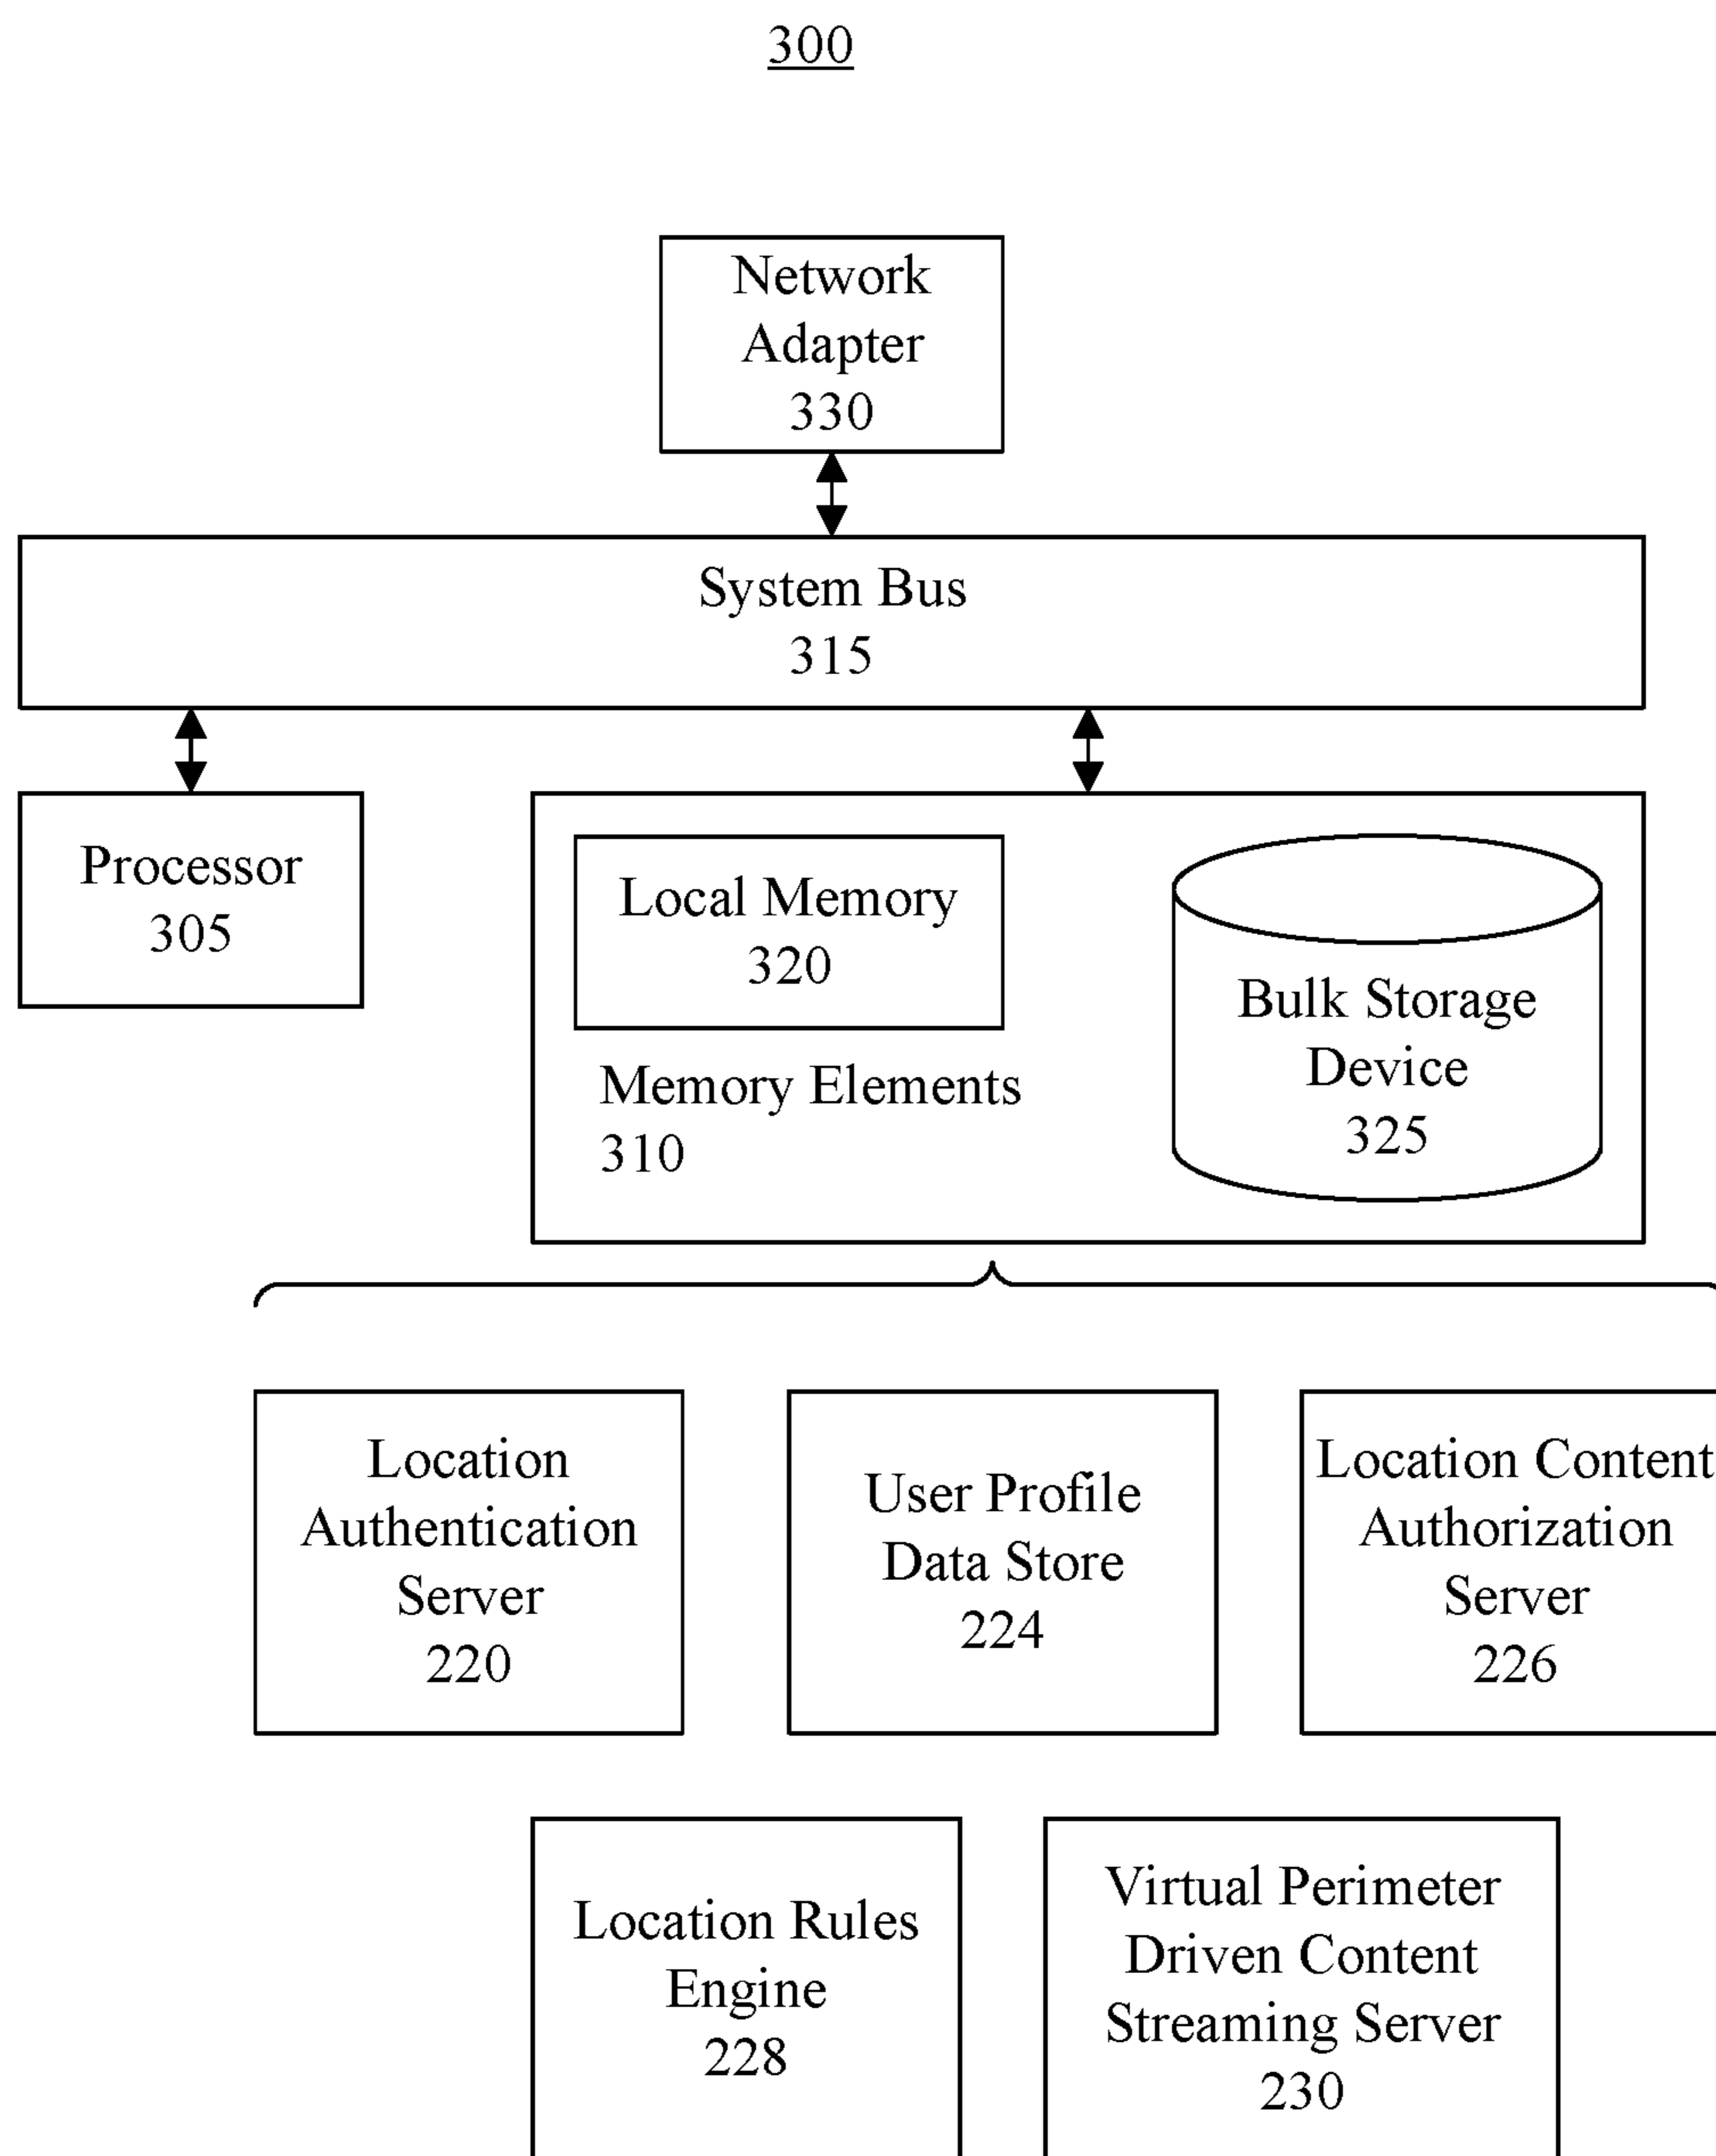 300
Network
Adapter
330
System Bus
315
Processor
305
Local Memory
320
Memory Elements
310
Bulk Storage
Device
325
Location
Authentication
Server
220
User Profile
Data Store
224
Location Content
Authorization
Server
226
Location Rules
Engine
228
Virtual Perimeter
Driven Content
Streaming Server
230